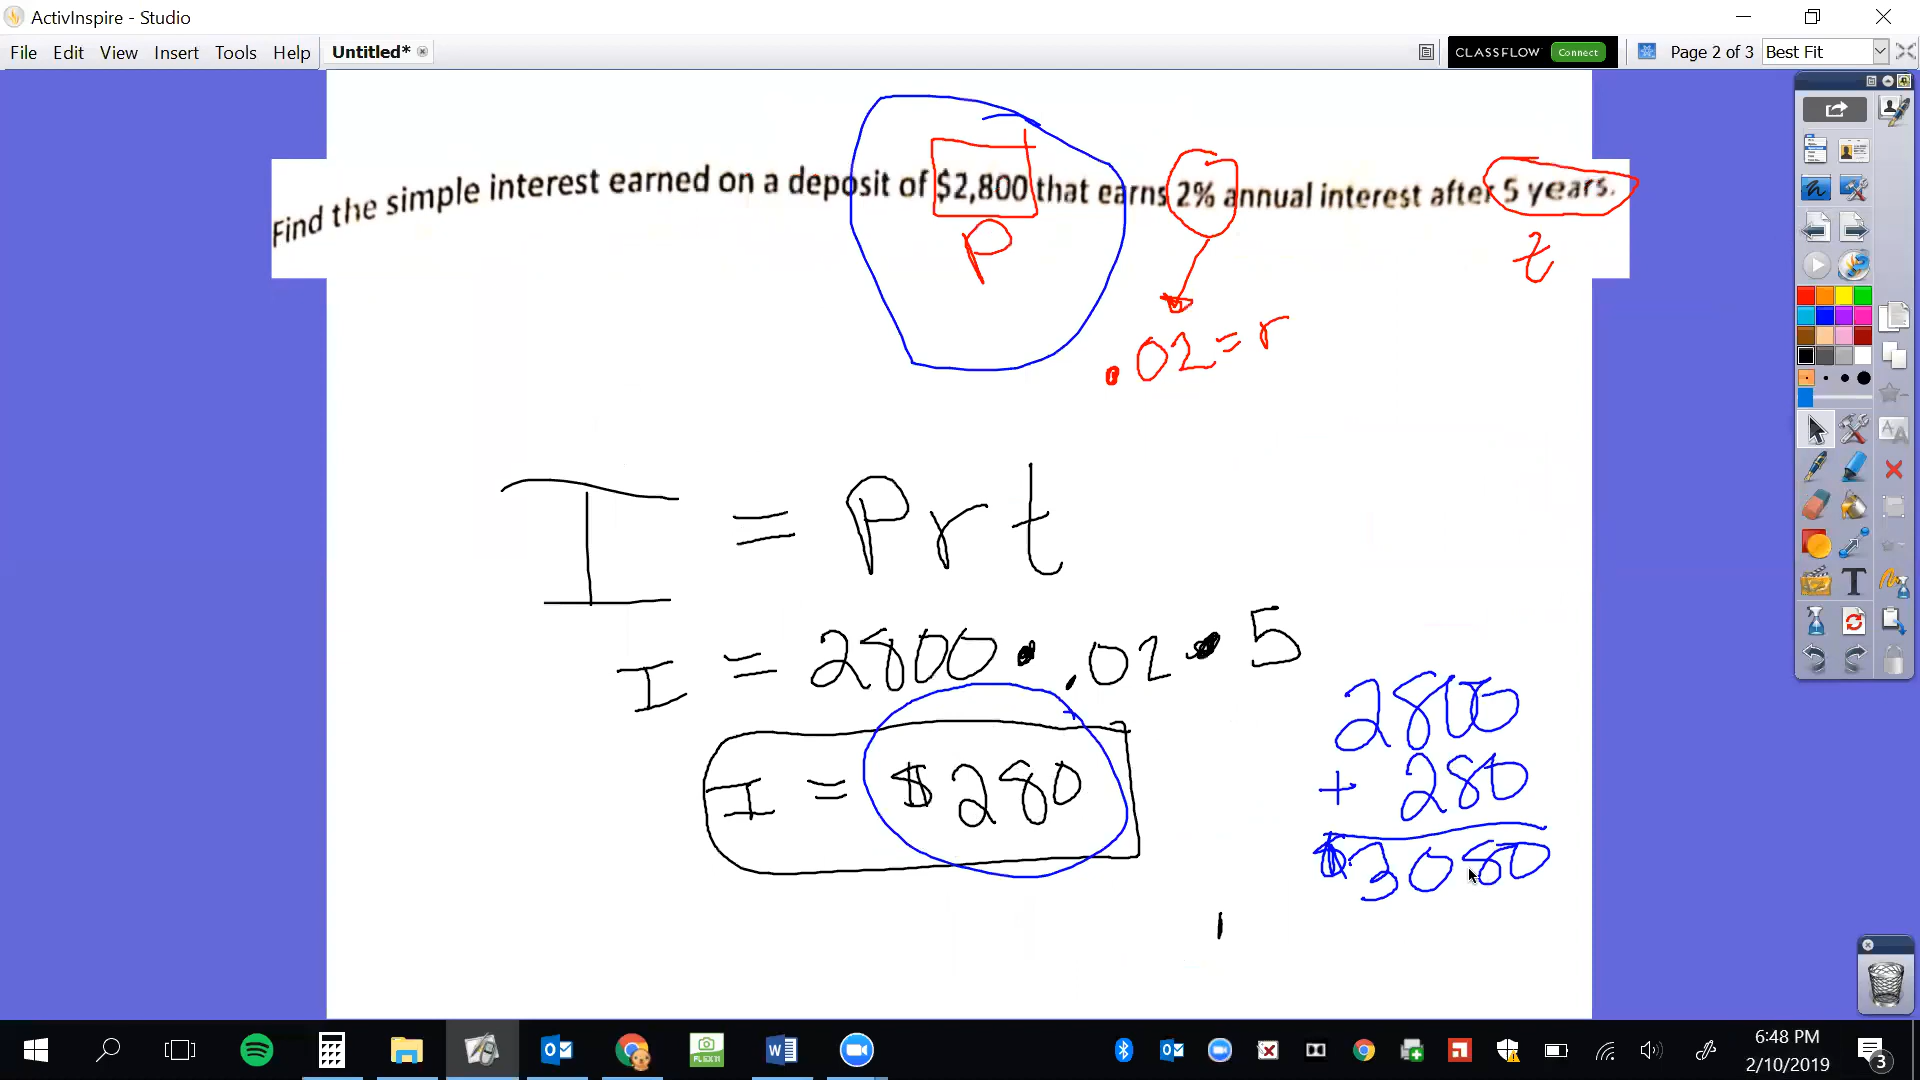 ActivInspire - Studio
File Edit View Insert Tools Help Untitled* CLASSFLOW Connect Page 2 of 3 Best Fit
Find the simple interest earned on a deposit of $2,800 that earns 2% annual interest after 5 years.
P
t
.02 = r
I = Prt
I = 2800 • .02 • 5
I = $280
2800
+ 280
$3080
6:48 PM
2/10/2019
3